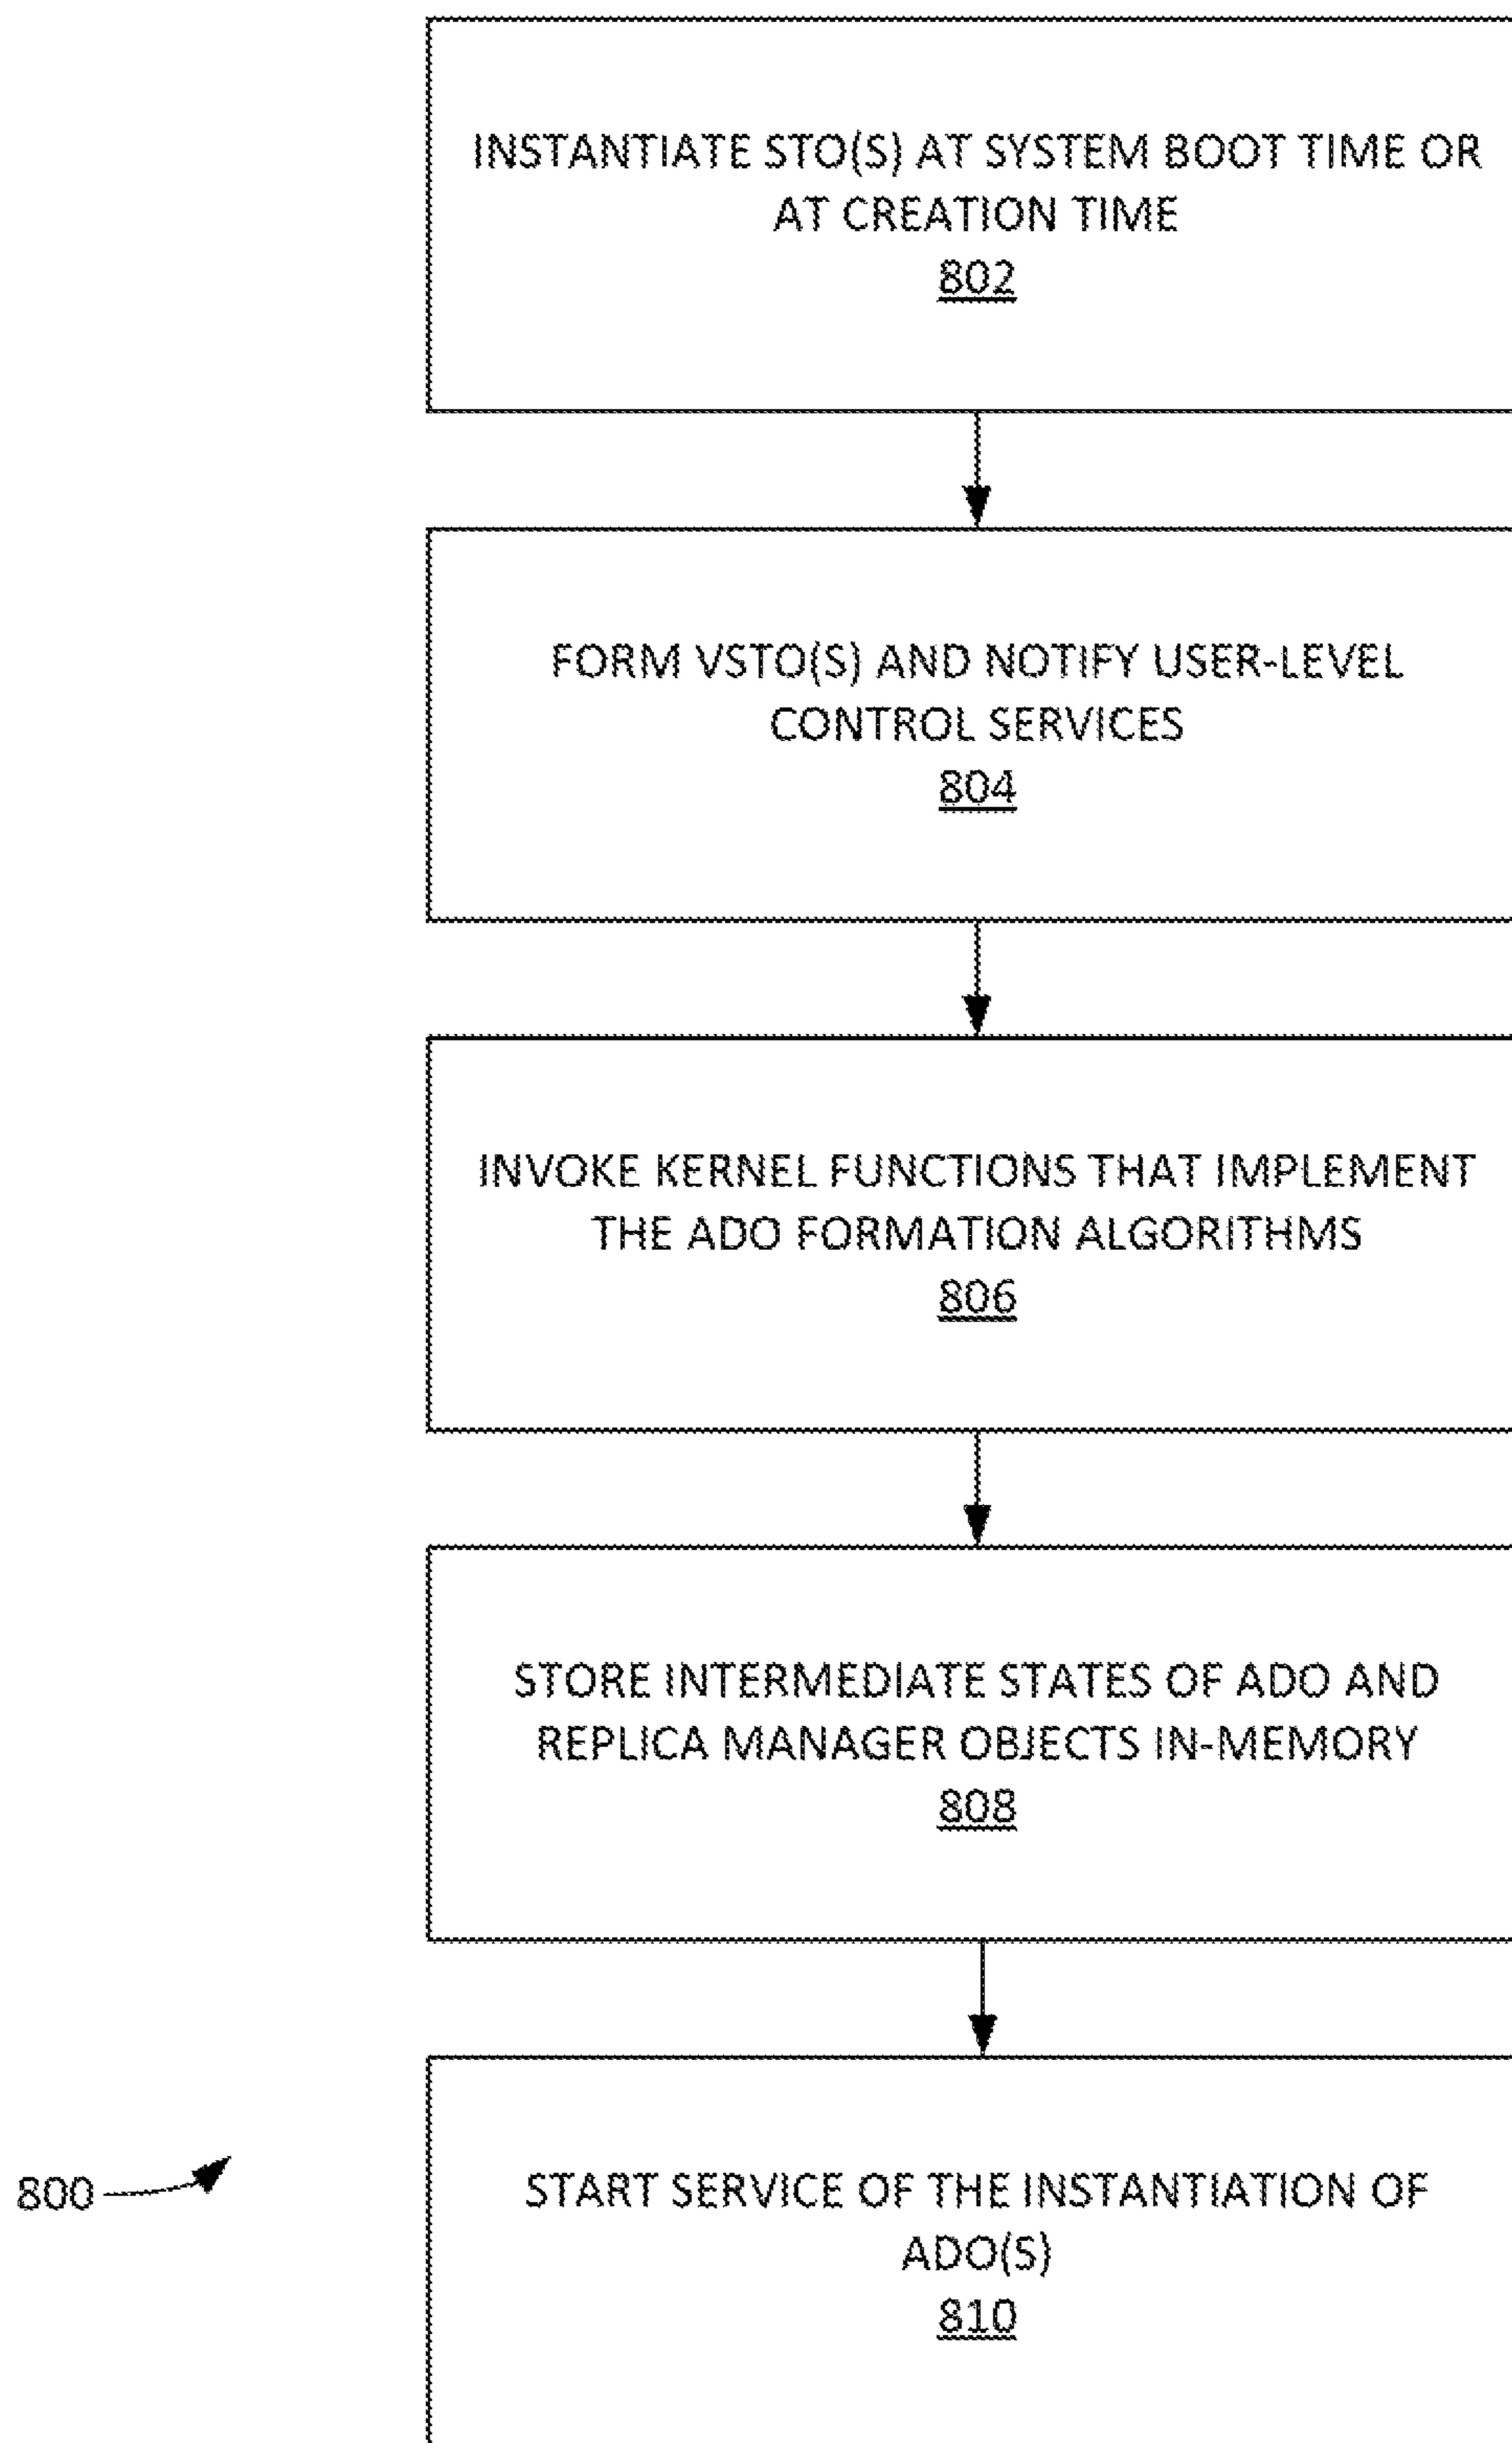 INSTANTIATE STO(S) AT SYSTEM BOOT TIME OR
AT CREATION TIME
802
FORM VSTO(S) AND NOTIFY USER-LEVEL
CONTROL SERVICES
804
INVOKE KERNEL FUNCTIONS THAT IMPLEMENT
THE ADO FORMATION ALGORITHMS
806
STORE INTERMEDIATE STATES OF ADO AND
REPLICA MANAGER OBJECTS IN-MEMORY
808
800
START SERVICE OF THE INSTANTIATION OF
ADO(S)
810